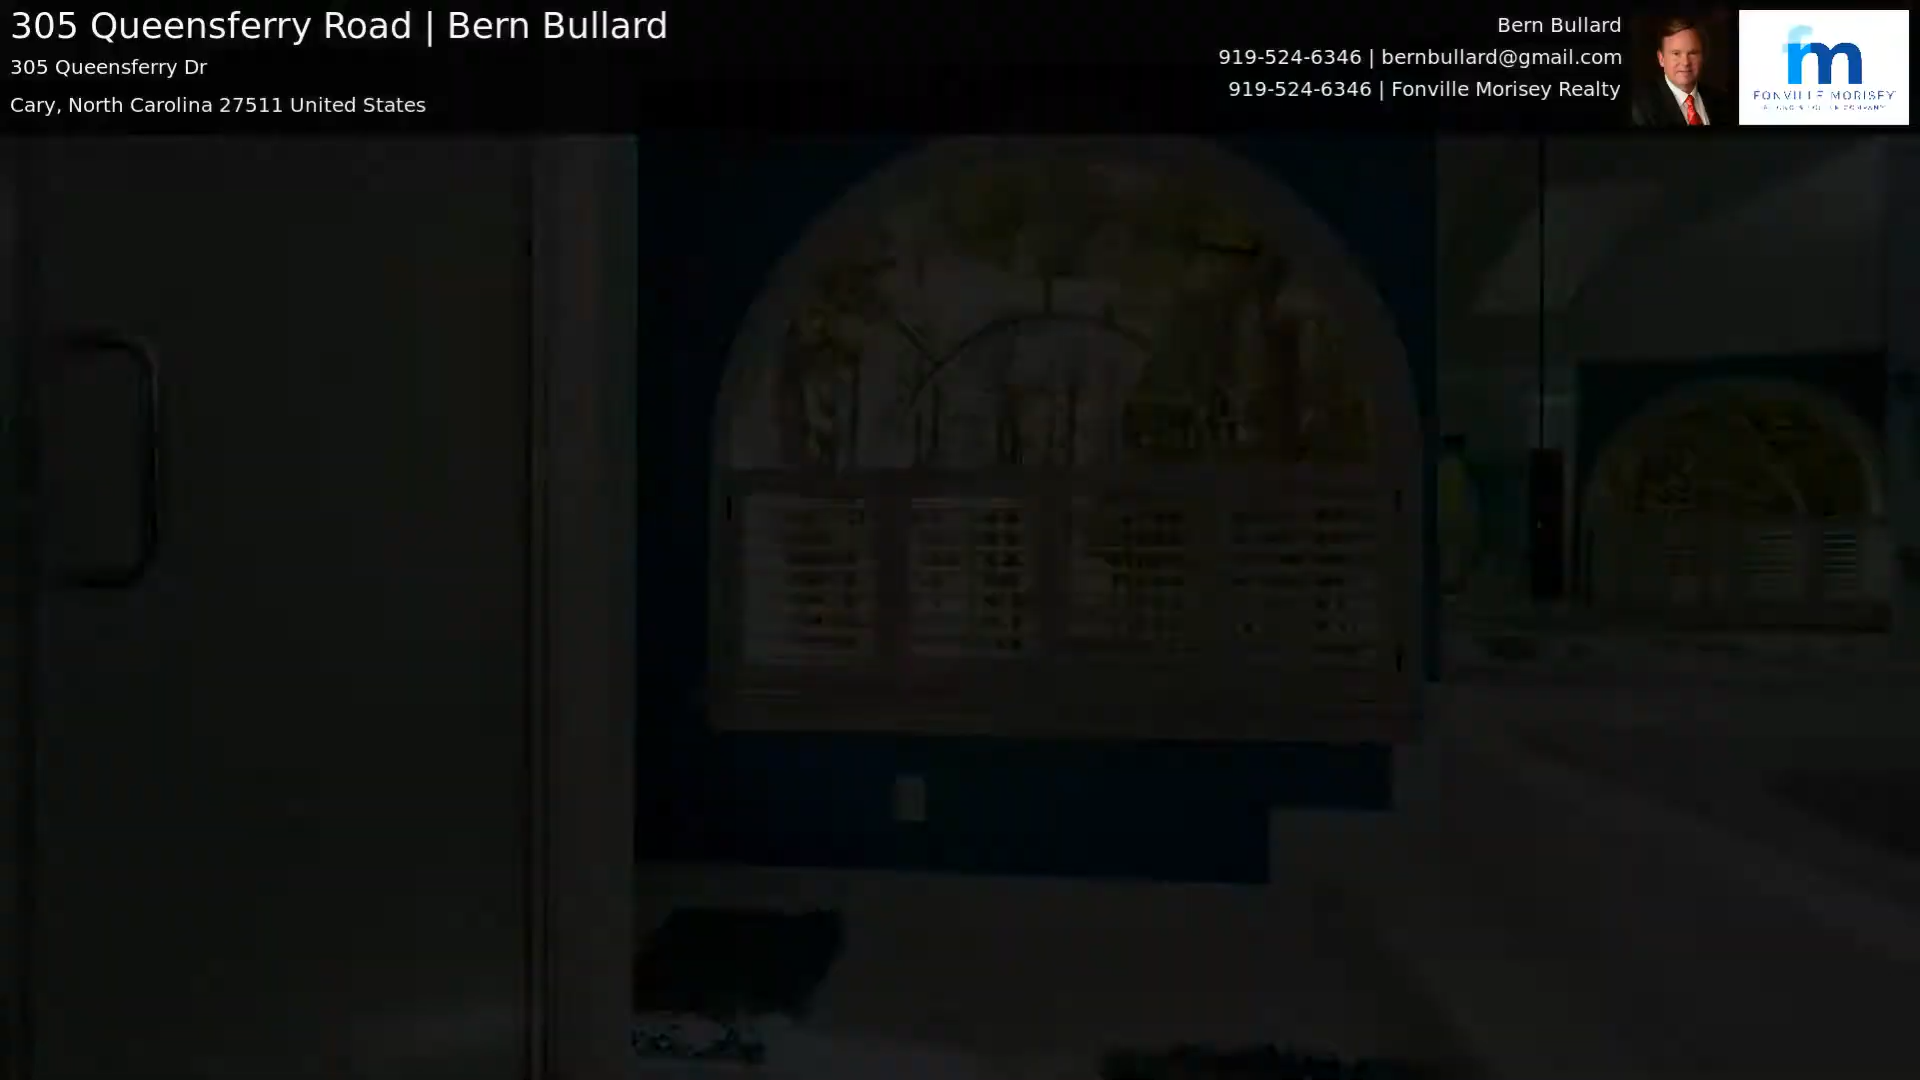 305 Queensferry Road | Bern Bullard
305 Queensferry Dr
Cary, North Carolina 27511 United States
Bern Bullard
919-524-6346 | bernbullard@gmail.com
919-524-6346 | Fonville Morisey Realty
fm
FONVILLE MORISEY